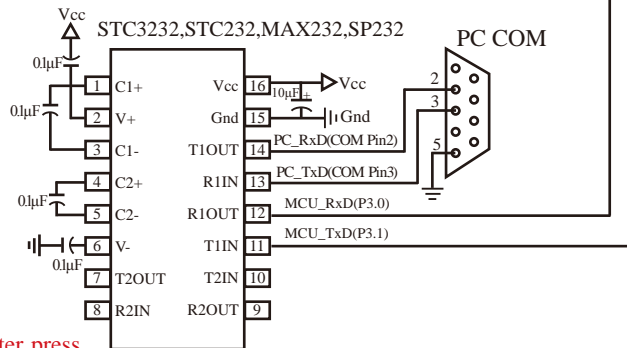 Vcc
STC3232,STC232,MAX232,SP232
PC COM
0.1µF
1 C1+ Vcc 16 Vcc
10µF +
0.1µF
2 V+ Gnd 15 Gnd
3 C1- T1OUT 14 PC_RxD(COM Pin2)
4 C2+ R1IN 13 PC_TxD(COM Pin3)
0.1µF
5 C2- R1OUT 12 MCU_RxD(P3.0)
6 V- T1IN 11 MCU_TxD(P3.1)
0.1µF
7 T2OUT T2IN 10
8 R2IN R2OUT 9
2
3
5
ter press